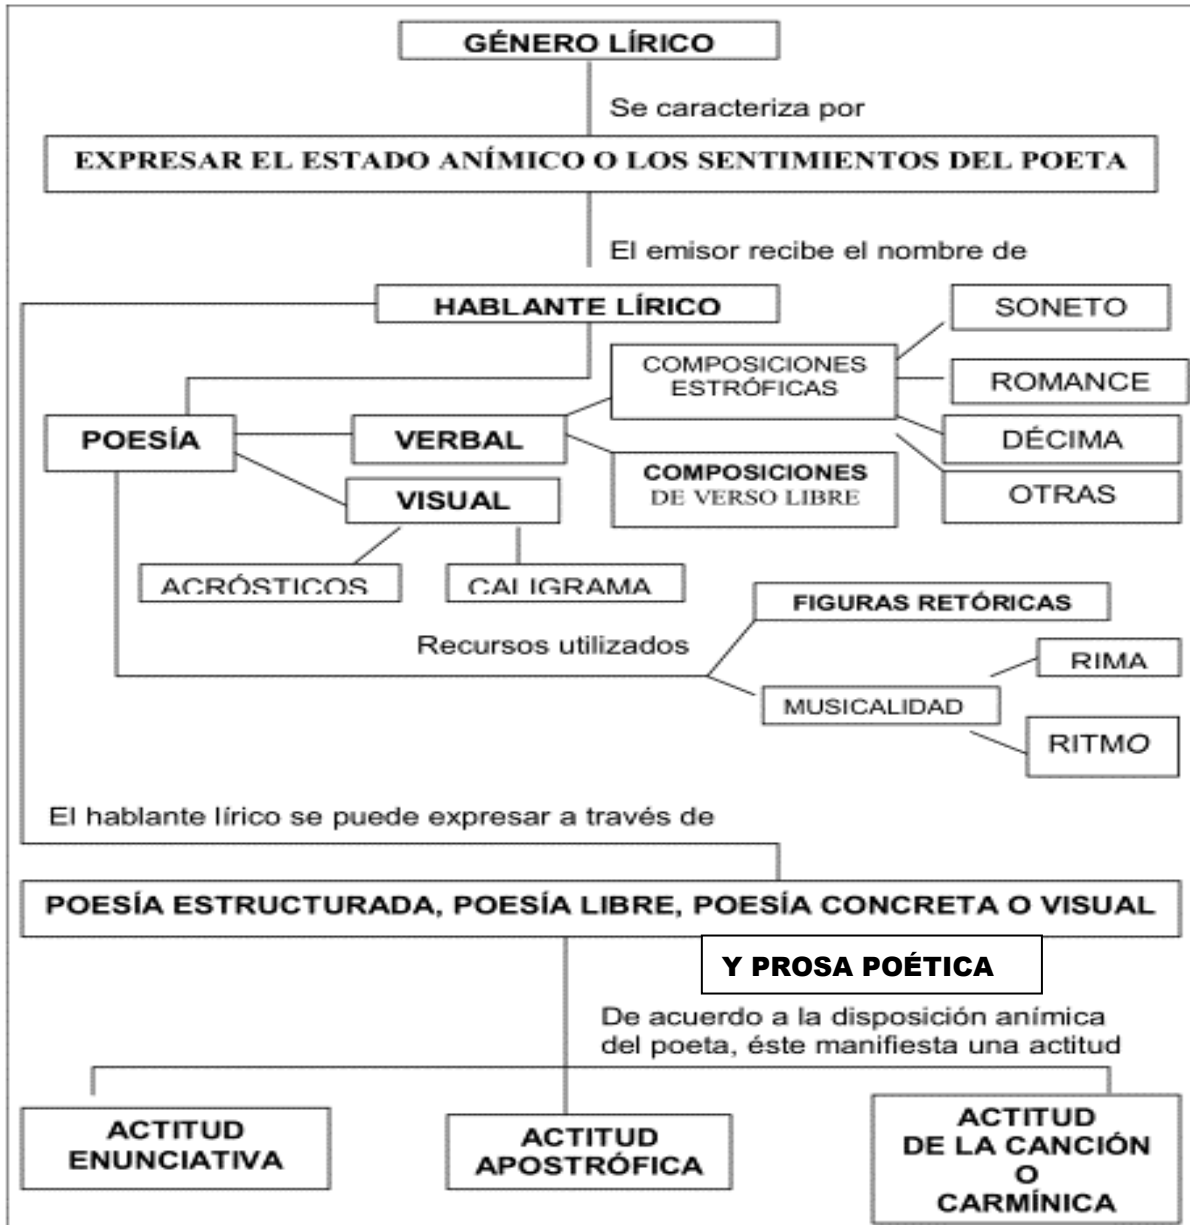 GÉNERO LÍRICO
Se caracteriza por
EXPRESAR EL ESTADO ANÍMICO O LOS SENTIMIENTOS DEL POETA
El emisor recibe el nombre de
HABLANTE LÍRICO
SONETO
COMPOSICIONES
ESTRÓFICAS
ROMANCE
POESÍA
VERBAL
DÉCIMA
COMPOSICIONES
DE VERSO LIBRE
VISUAL
OTRAS
ACRÓSTICOS
CALIGRAMA
FIGURAS RETÓRICAS
Recursos utilizados
RIMA
MUSICALIDAD
RITMO
El hablante lírico se puede expresar a través de
POESÍA ESTRUCTURADA, POESÍA LIBRE, POESÍA CONCRETA O VISUAL
Y PROSA POÉTICA
De acuerdo a la disposición anímica
del poeta, éste manifiesta una actitud
ACTITUD
ENUNCIATIVA
ACTITUD
APOSTRÓFICA
ACTITUD
DE LA CANCIÓN
O
CARMÍNICA